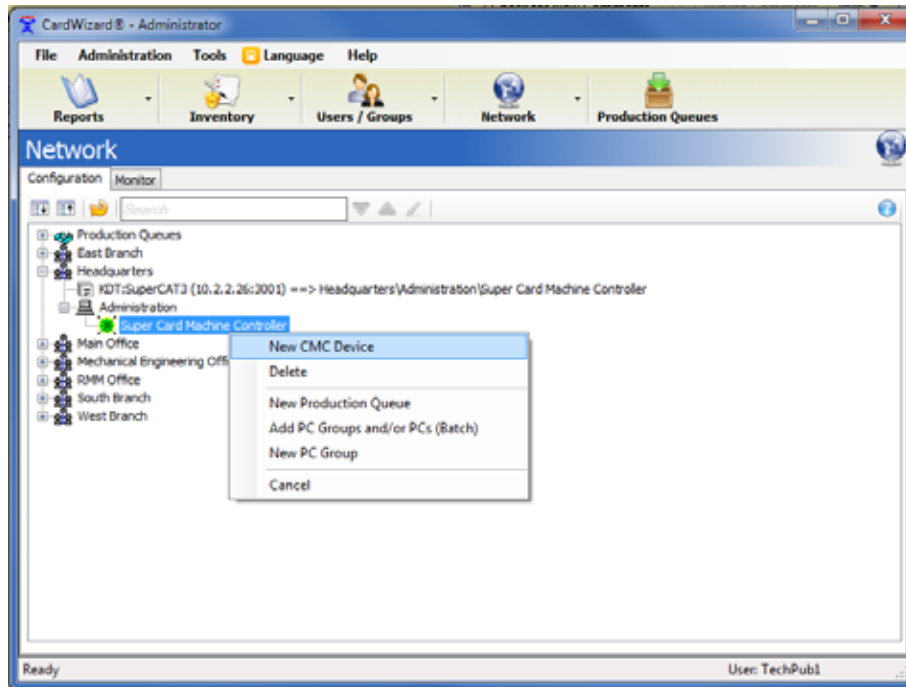 CardWizard® - Administrator
File Administration Tools Language Help
Reports Inventory Users / Groups Network Production Queues
Network
Configuration Monitor
Search
Production Queues
East Branch
Headquarters
KDT:SuperCAT3 (10.2.2.26:3001) ==> Headquarters\Administration\Super Card Machine Controller
Administration
Super Card Machine Controller
Main Office
Mechanical Engineering Offi
RMM Office
South Branch
West Branch
New CMC Device
Delete
New Production Queue
Add PC Groups and/or PCs (Batch)
New PC Group
Cancel
Ready User: TechPub1